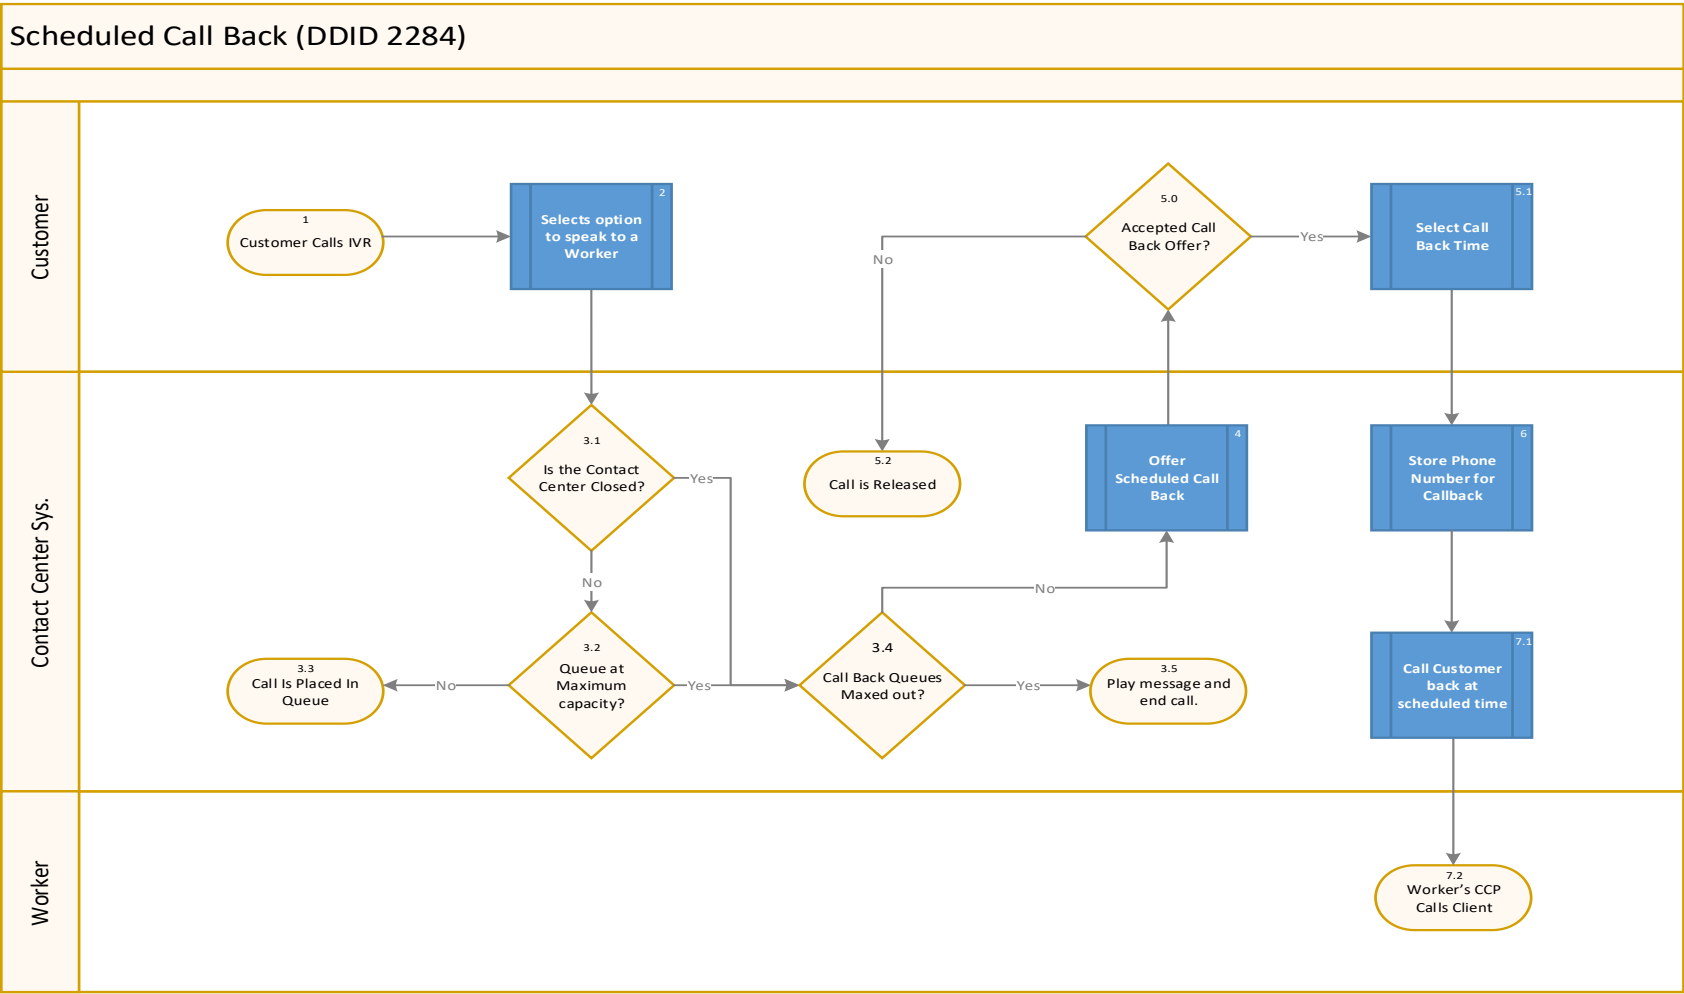 Scheduled Call Back (DDID 2284)
Customer
1
Customer Calls IVR
2
Selects option
to speak to a
Worker
5.0
Accepted Call
Back Offer?
No
Yes
5.1
Select Call
Back Time
Contact Center Sys.
3.1
Is the Contact
Center Closed?
Yes
No
5.2
Call is Released
4
Offer
Scheduled Call
Back
6
Store Phone
Number for
Callback
3.3
Call Is Placed In
Queue
No
3.2
Queue at
Maximum
capacity?
Yes
3.4
Call Back Queues
Maxed out?
No
Yes
3.5
Play message and
end call.
7.1
Call Customer
back at
scheduled time
Worker
7.2
Worker's CCP
Calls Client